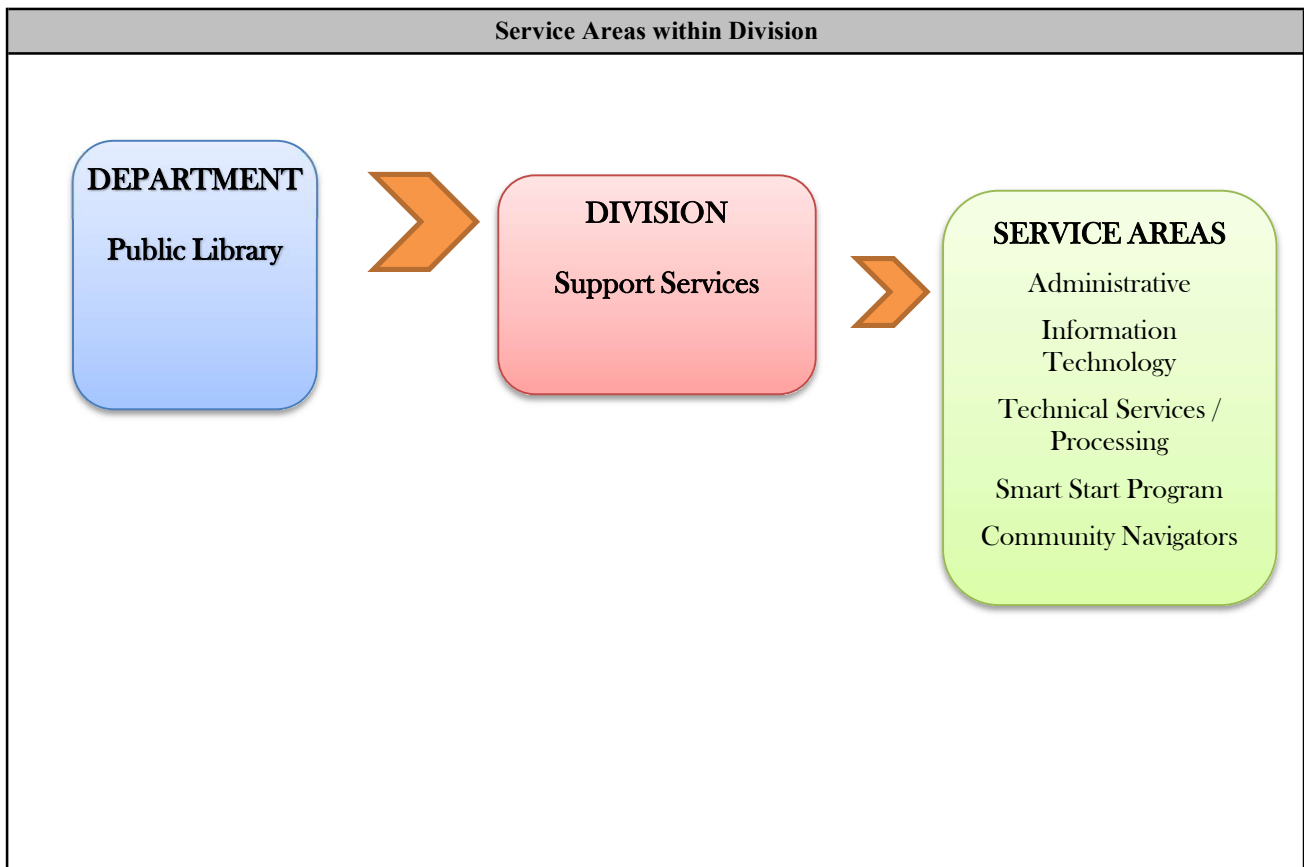 Service Areas within Division
DEPARTMENT
Public Library
DIVISION
Support Services
SERVICE AREAS
Administrative
Information
Technology
Technical Services /
Processing
Smart Start Program
Community Navigators